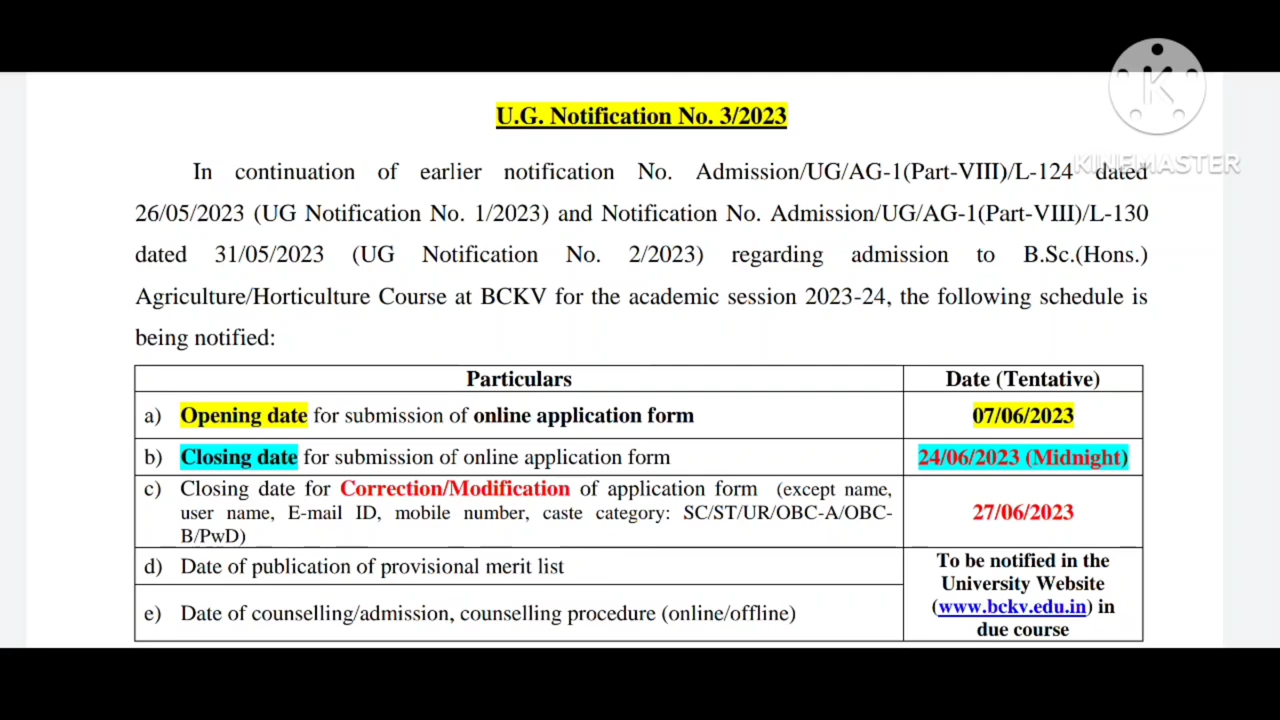 U.G. Notification No. 3/2023
KINEMASTER
In continuation of earlier notification No. Admission/UG/AG-1(Part-VIII)/L-124 dated
26/05/2023 (UG Notification No. 1/2023) and Notification No. Admission/UG/AG-1(Part-VIII)/L-130
dated 31/05/2023 (UG Notification No. 2/2023) regarding admission to B.Sc.(Hons.)
Agriculture/Horticulture Course at BCKV for the academic session 2023-24, the following schedule is
being notified:
Particulars Date (Tentative)
a) Opening date for submission of online application form 07/06/2023
b) Closing date for submission of online application form 24/06/2023 (Midnight)
c) Closing date for Correction/Modification of application form (except name,
user name, E-mail ID, mobile number, caste category: SC/ST/UR/OBC-A/OBC- 27/06/2023
B/PwD)
d) Date of publication of provisional merit list
e) Date of counselling/admission, counselling procedure (online/offline)
To be notified in the
University Website
(www.bckv.edu.in) in
due course